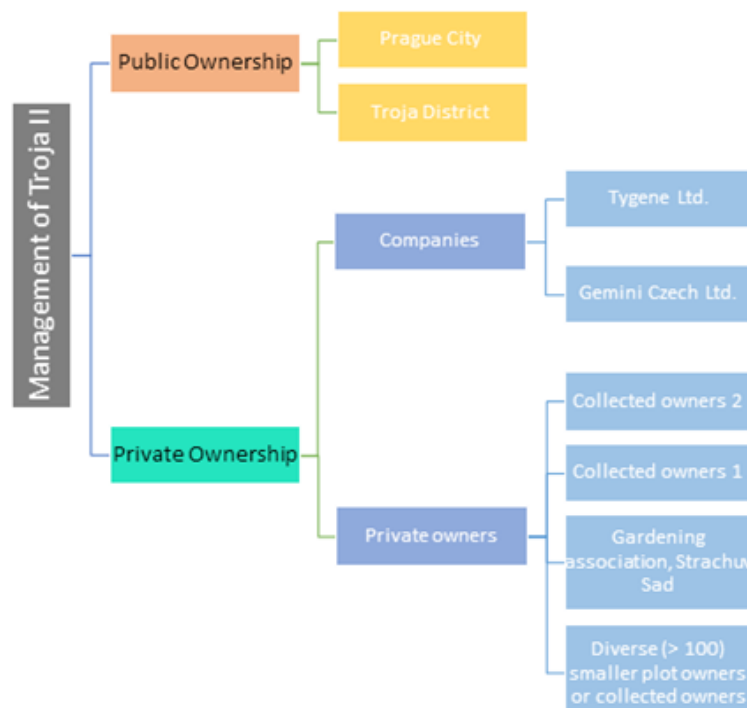 Management of Troja II
Public Ownership
Prague City
Troja District
Private Ownership
Companies
Tygene Ltd.
Gemini Czech Ltd.
Private owners
Collected owners 2
Collected owners 1
Gardening
association, Strachuv
Sad
Diverse (> 100)
smaller plot owners
or collected owners